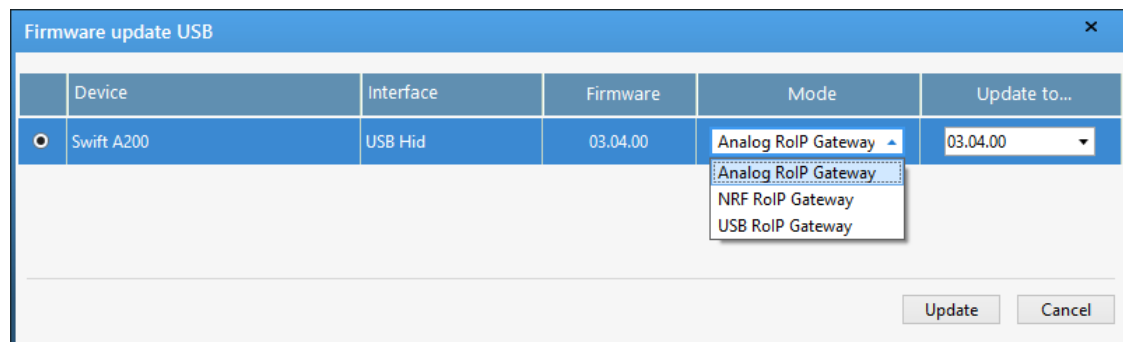 Firmware update USB
Device Interface Firmware Mode Update to...
Swift A200 USB Hid 03.04.00 Analog RoIP Gateway 03.04.00
Analog RoIP Gateway
NRF RoIP Gateway
USB RoIP Gateway
Update Cancel